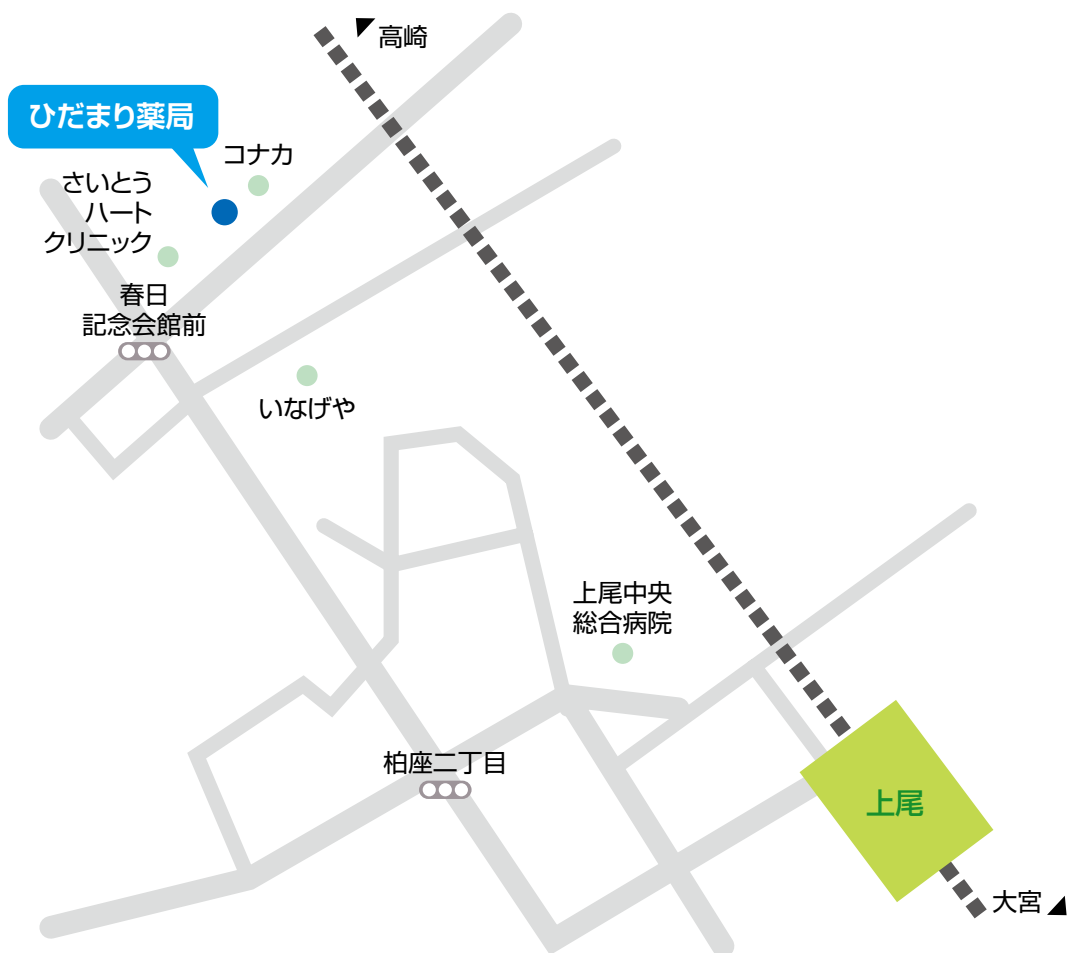 高崎
ひだまり薬局
コナカ
さいとう
ハート
クリニック
春日
記念会館前
いなげや
上尾中央
総合病院
柏座二丁目
上尾
大宮